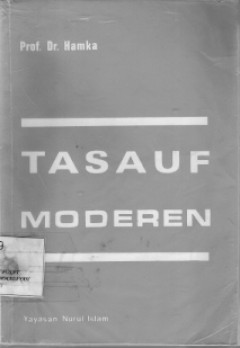 Prof. Dr. Hamka
TASAUF
MODEREN
Yayasan Nurul Islam